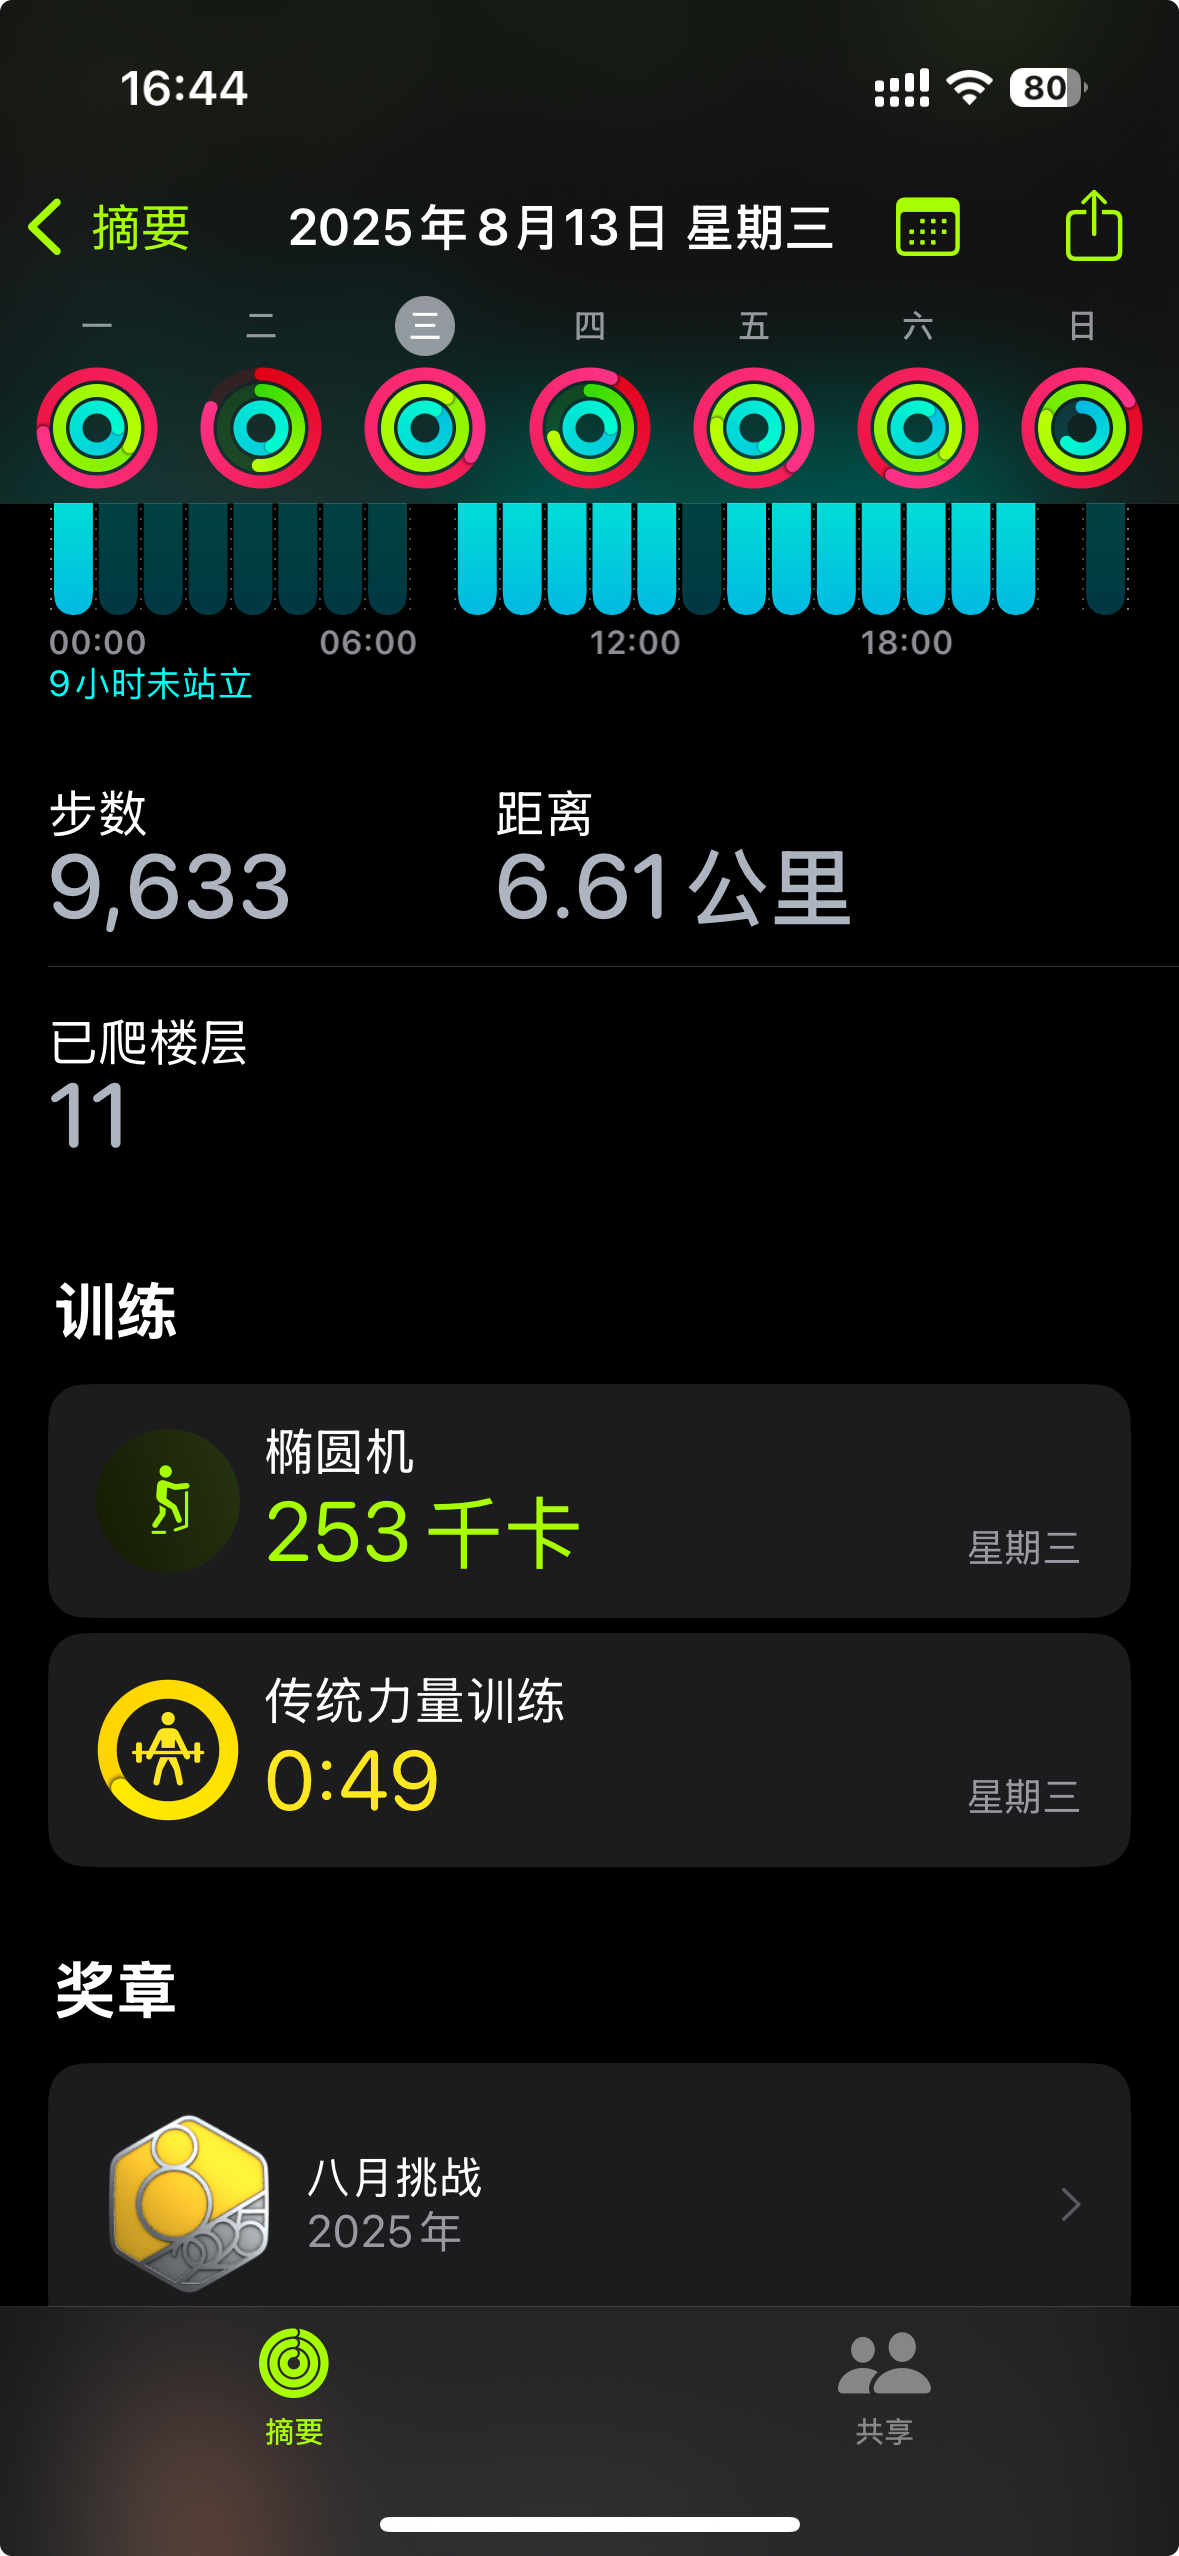 16:44
80
摘要
2025年8月13日 星期三
一 二 三 四 五 六 日
00:00 06:00 12:00 18:00
9小时未站立
步数 距离
9,633 6.61公里
已爬楼层
11
训练
椭圆机
253千卡
星期三
传统力量训练
0:49
星期三
奖章
八月挑战
2025年
摘要 共享